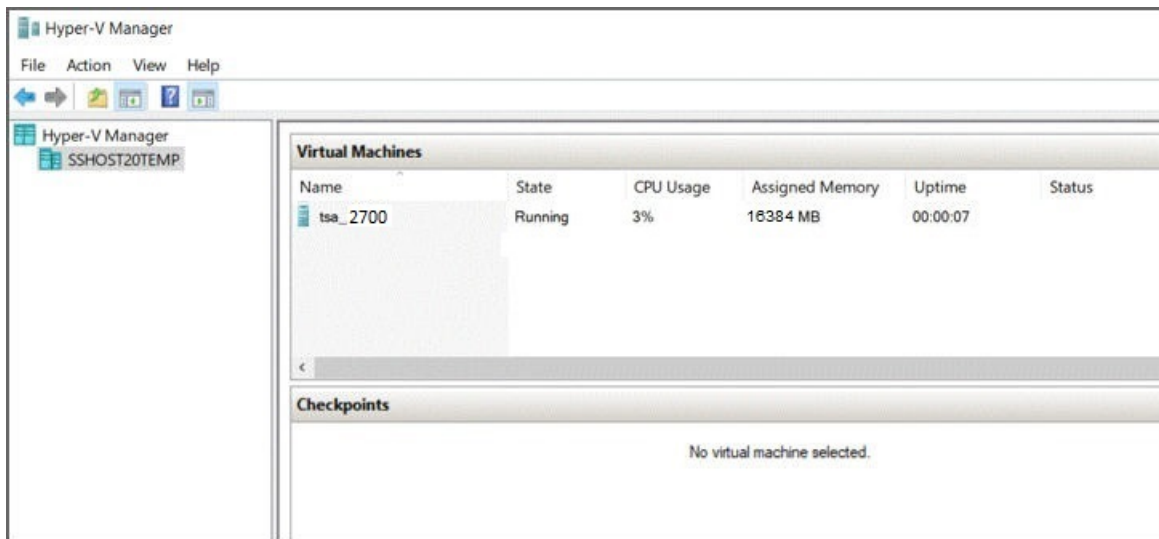 Hyper-V Manager
File Action View Help
Hyper-V Manager
SSHOST20TEMP
Virtual Machines
Name State CPU Usage Assigned Memory Uptime Status
tsa_2700 Running 3% 16384 MB 00:00:07
Checkpoints
No virtual machine selected.